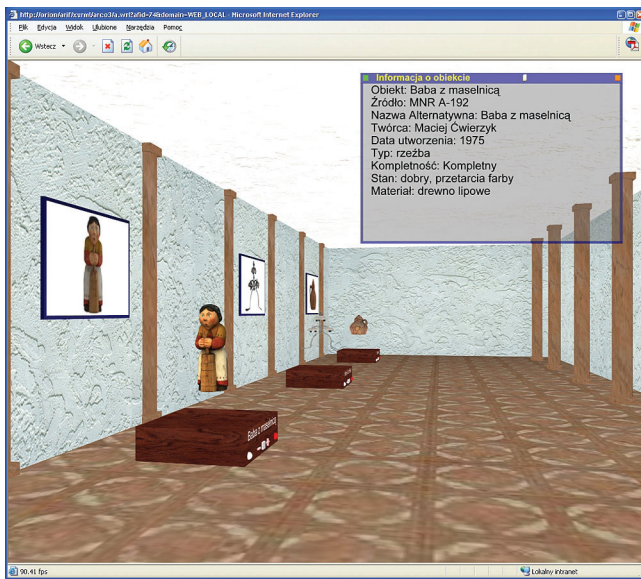 http://orion/arif/xvrml/arco3/a.wrl?afid=74&domain=WEB_LOCAL - Microsoft Internet Explorer
Plik Edycja Widok Ulubione Narzędzia Pomoc
Wstecz
Informacja o obiekcie
Obiekt: Baba z maselnicą
Źródło: MNR A-192
Nazwa Alternatywna: Baba z maselnicą
Twórca: Maciej Ćwierzyk
Data utworzenia: 1975
Typ: rzeźba
Kompletność: Kompletny
Stan: dobry, przetarcia farby
Materiał: drewno lipowe
Baba z maselnicą
90.41 fps
Lokalny intranet